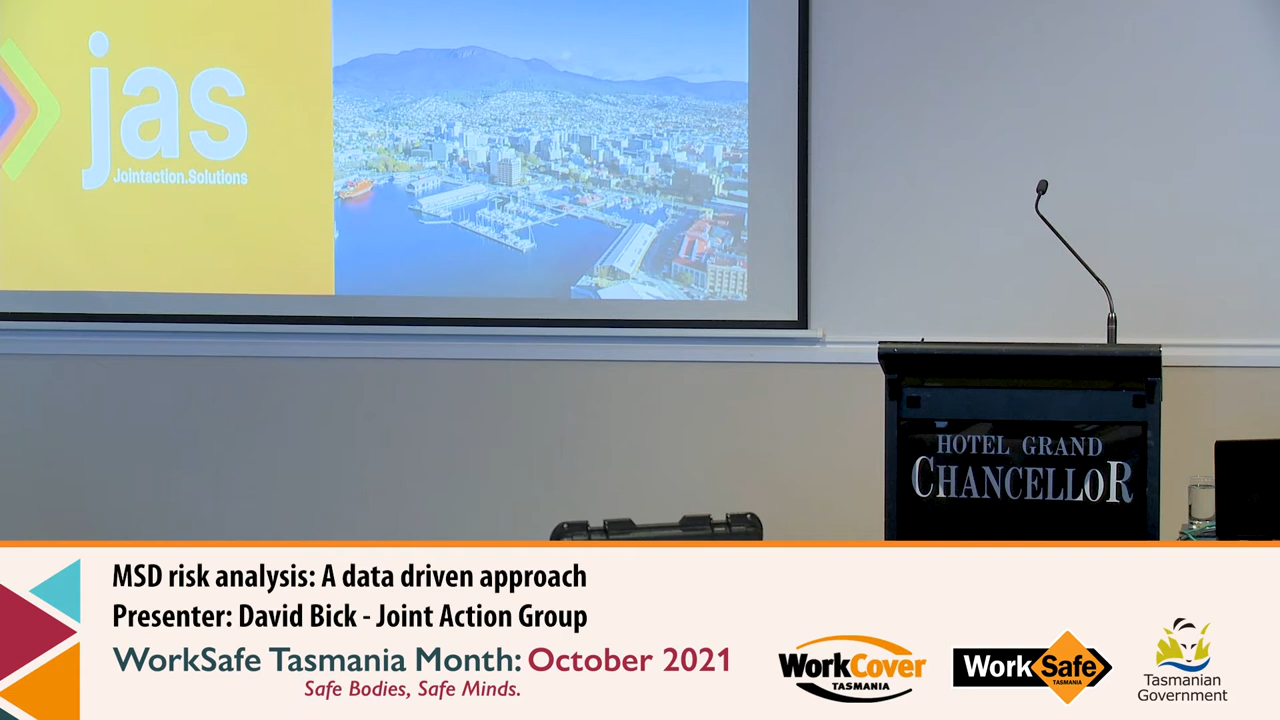 jas
Jointaction.Solutions
HOTEL GRAND
CHANCELLOR
MSD risk analysis: A data driven approach
Presenter: David Bick - Joint Action Group
WorkSafe Tasmania Month: October 2021
Safe Bodies, Safe Minds.
WorkCover
TASMANIA
WorkSafe
TASMANIA
Tasmanian
Government